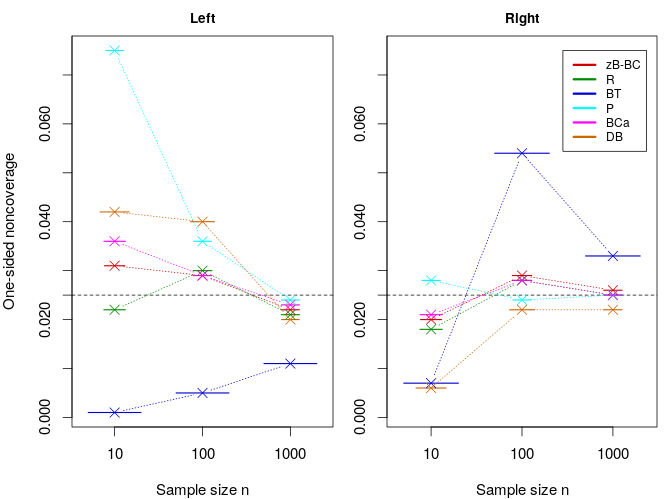 Left
Right
One-sided noncoverage
0.000
0.020
0.040
0.060
10
100
1000
Sample size n
0.000
0.020
0.040
0.060
10
100
1000
Sample size n
zB-BC
R
BT
P
BCa
DB